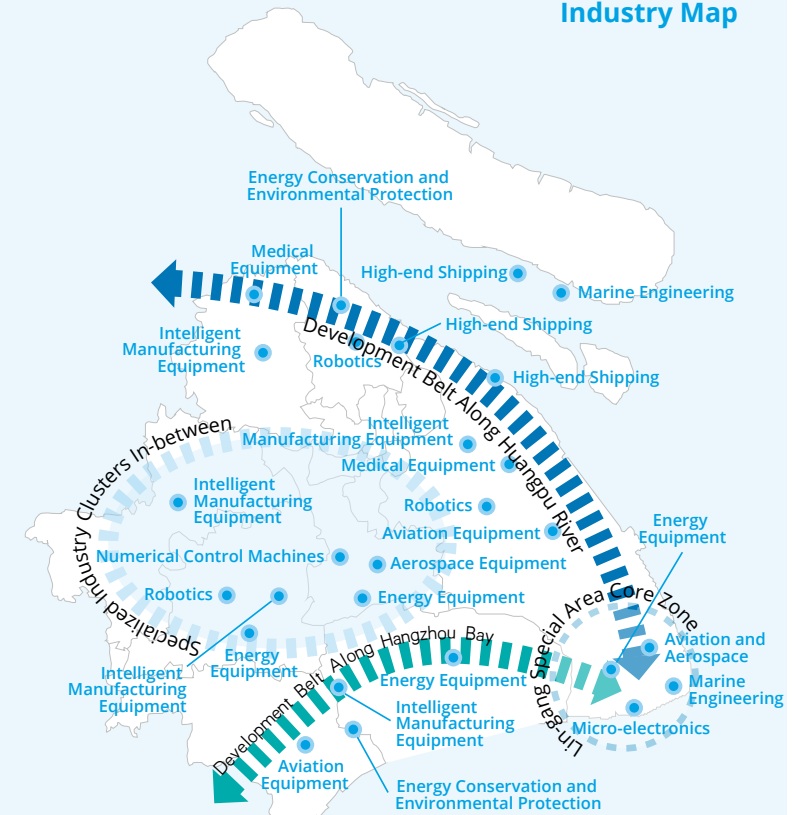 Industry Map
Energy Conservation and
Environmental Protection
Medical
Equipment
High-end Shipping
Marine Engineering
High-end Shipping
Intelligent
Manufacturing
Equipment
Robotics
High-end Shipping
Development Belt Along Huangpu River
Intelligent
Manufacturing Equipment
Medical Equipment
Specialized Industry Clusters In-between
Intelligent
Manufacturing
Equipment
Robotics
Aviation Equipment
Energy
Equipment
Numerical Control Machines
Aerospace Equipment
Robotics
Energy Equipment
Lin-gang Special Area Core Zone
Energy
Equipment
Intelligent
Manufacturing
Equipment
Development Belt Along Hangzhou Bay
Energy Equipment
Aviation and
Aerospace
Marine
Engineering
Micro-electronics
Intelligent
Manufacturing
Equipment
Aviation
Equipment
Energy Conservation and
Environmental Protection